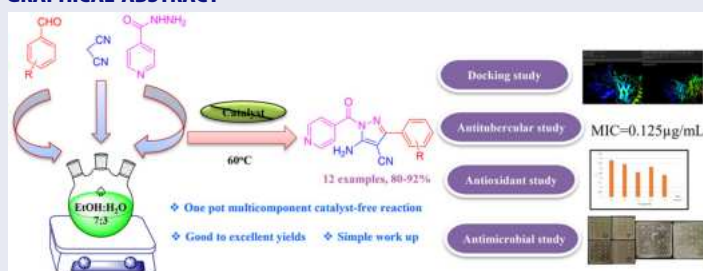 GRAPHICAL ABSTRACT
CHO
R
CN
CN
O
NHNH₂
N
EtOH:H₂O
7:3
Catalyst
60°C
O
N
N
N
H₂N
CN
R
12 examples, 80-92%
❖ One pot multicomponent catalyst-free reaction
❖ Good to excellent yields ❖ Simple work up
Docking study
Antitubercular study
Antioxidant study
Antimicrobial study
MIC=0.125µg/mL